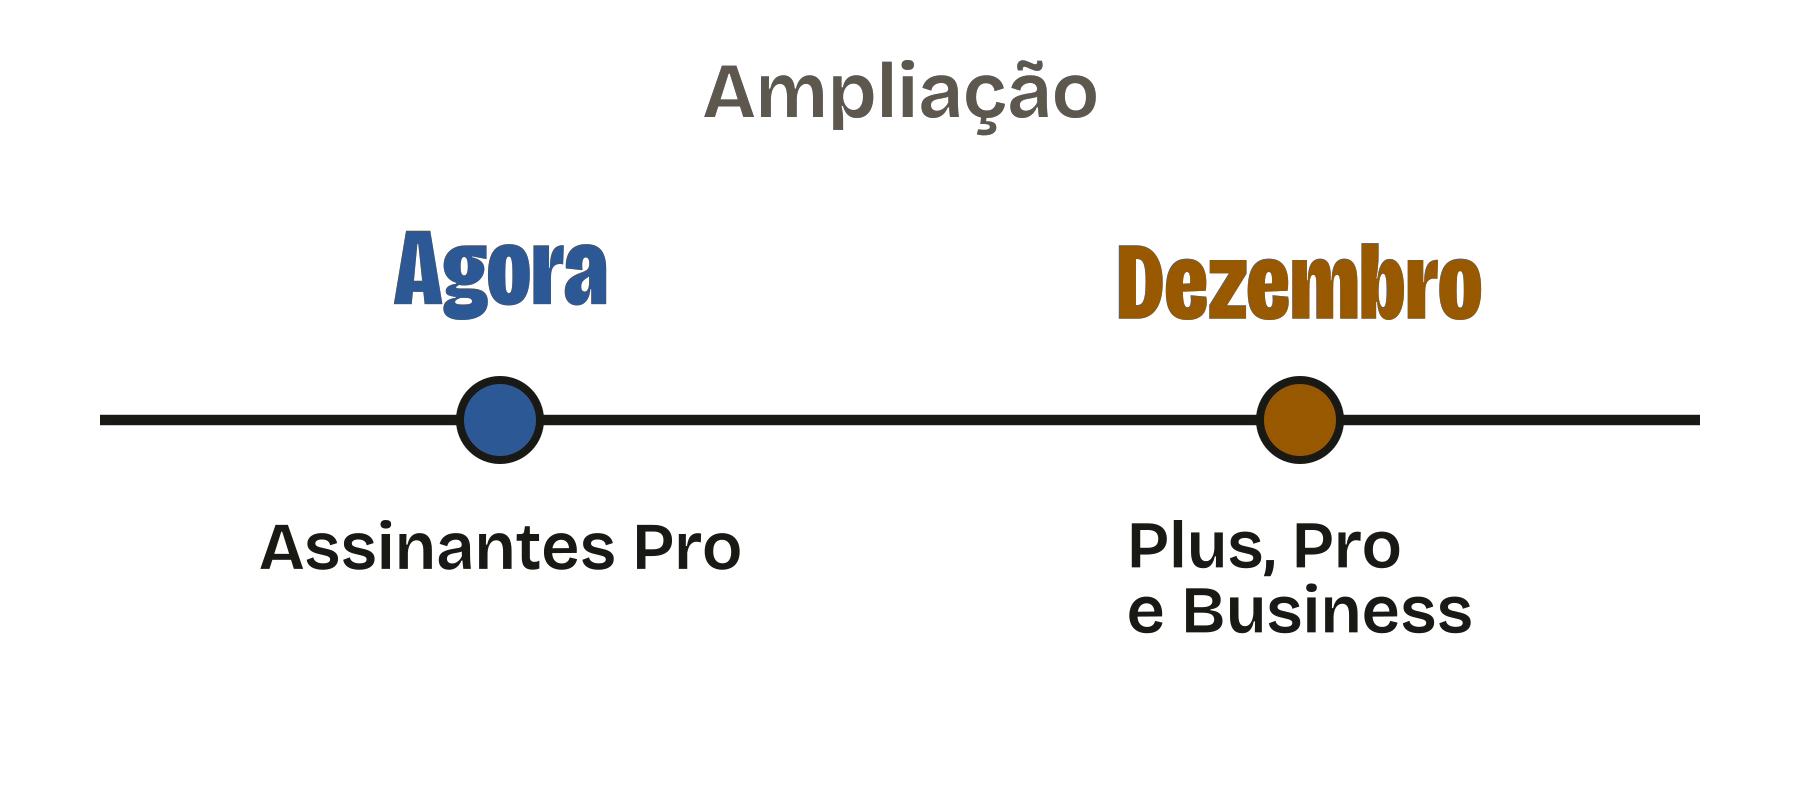 Ampliação
Agora
Dezembro
Assinantes Pro
Plus, Pro
e Business